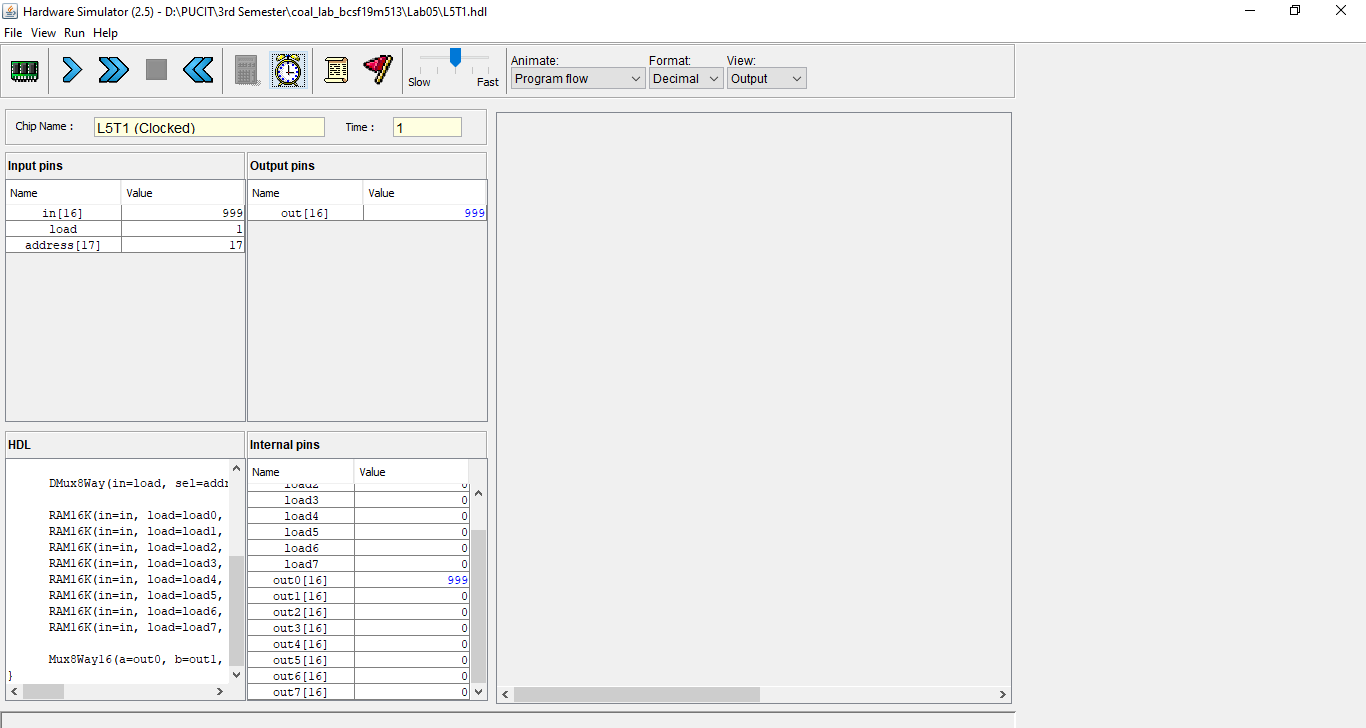 Hardware Simulator (2.5) - D:\PUCIT\3rd Semester\coal_lab_bcsf19m513\Lab05\L5T1.hdl
File View Run Help
Animate: Format: View:
Slow Fast Program flow Decimal Output
Chip Name : L5T1 (Clocked) Time : 1
Input pins
Name Value
in[16] 999
load 1
address[17] 17
Output pins
Name Value
out[16] 999
HDL
DMux8Way(in=load, sel=addr
RAM16K(in=in, load=load0,
RAM16K(in=in, load=load1,
RAM16K(in=in, load=load2,
RAM16K(in=in, load=load3,
RAM16K(in=in, load=load4,
RAM16K(in=in, load=load5,
RAM16K(in=in, load=load6,
RAM16K(in=in, load=load7,
Mux8Way16(a=out0, b=out1,
}
Internal pins
Name Value
load2 0
load3 0
load4 0
load5 0
load6 0
load7 0
out0[16] 999
out1[16] 0
out2[16] 0
out3[16] 0
out4[16] 0
out5[16] 0
out6[16] 0
out7[16] 0